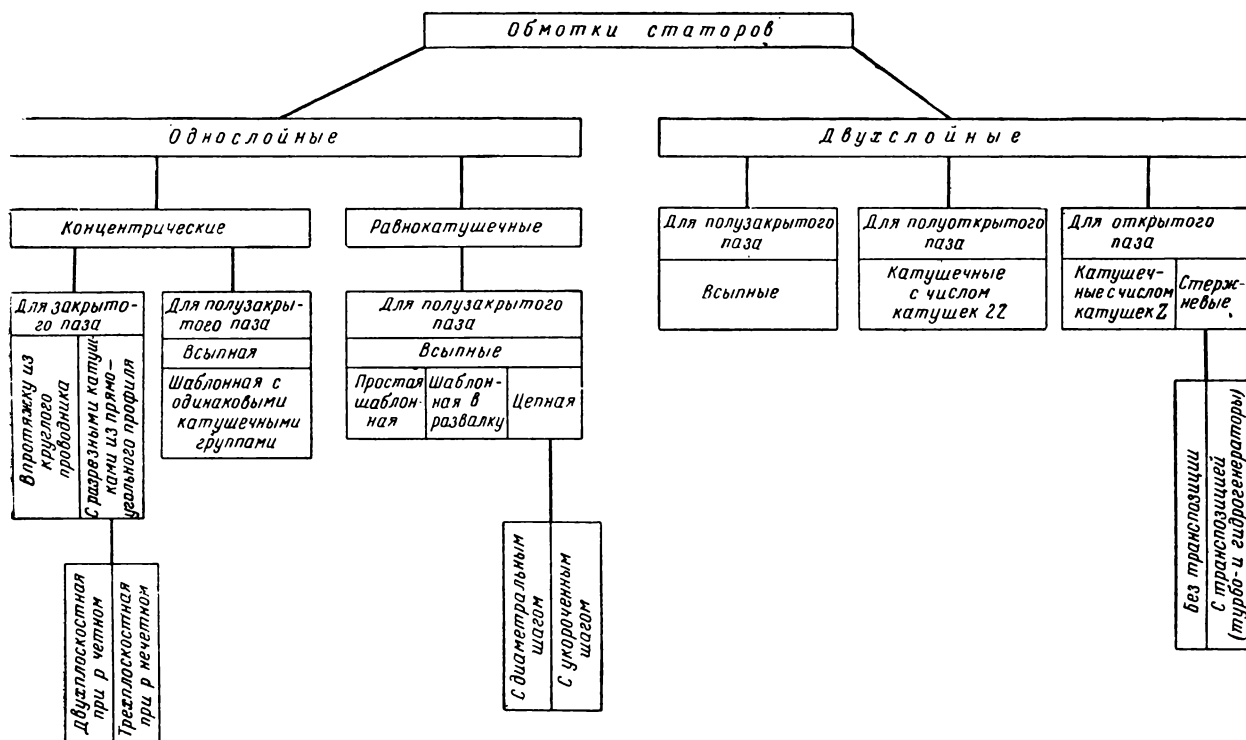 Обмотки статоров
Однослойные
Двухслойные
Концентрические
Равнокатушечные
Для полузакрытого
паза
Всыпные
Для полуоткрытого
паза
Катушечные
с числом
катушек 2Z
Для открытого
паза
Катушеч-
ные с числом
катушек Z
Стерж-
невые
Для закрыто-
го паза
Впротяжку из
круглого
проводника
С разрезными катуш-
ками из прямо-
угольного профиля
Для полузакры-
того паза
Всыпная
Шаблонная с
одинаковыми
катушечными
группами
Для полузакрытого
паза
Всыпные
Простая
шаблон-
ная
Шаблон-
ная в
развалку
Цепная
Двухплоскостная
при p четном
Трехплоскостная
при p нечетном
С диаметральным
шагом
С укороченным
шагом
Без транспозиции
С транспозицией
(турбо- и гидрогенераторы)